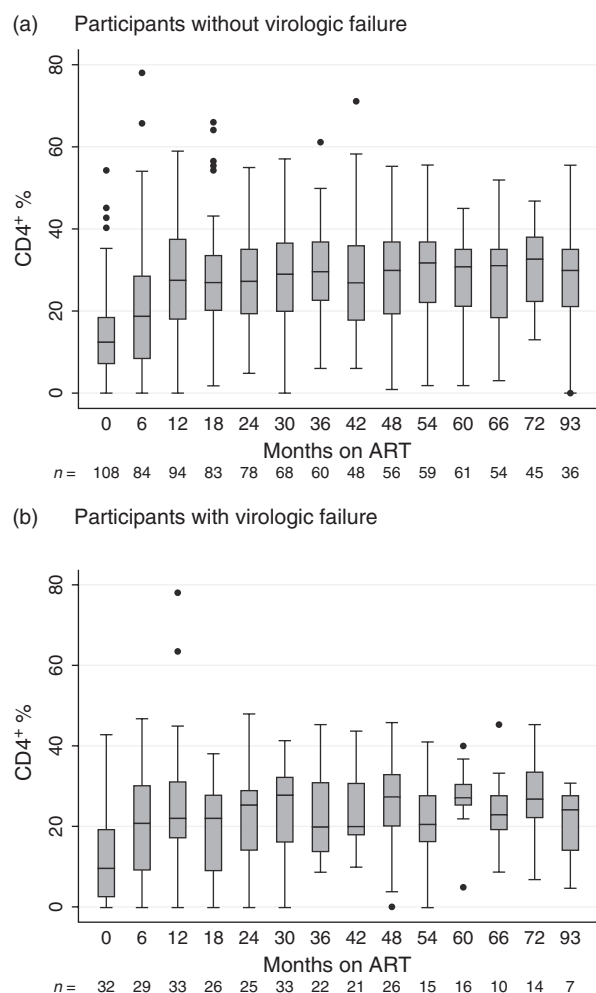 (a) Participants without virologic failure
80
60
40
20
0
CD4⁺ %
0 6 12 18 24 30 36 42 48 54 60 66 72 93
Months on ART
n = 108 84 94 83 78 68 60 48 56 59 61 54 45 36
(b) Participants with virologic failure
80
60
40
20
0
CD4⁺ %
0 6 12 18 24 30 36 42 48 54 60 66 72 93
Months on ART
n = 32 29 33 26 25 33 22 21 26 15 16 10 14 7